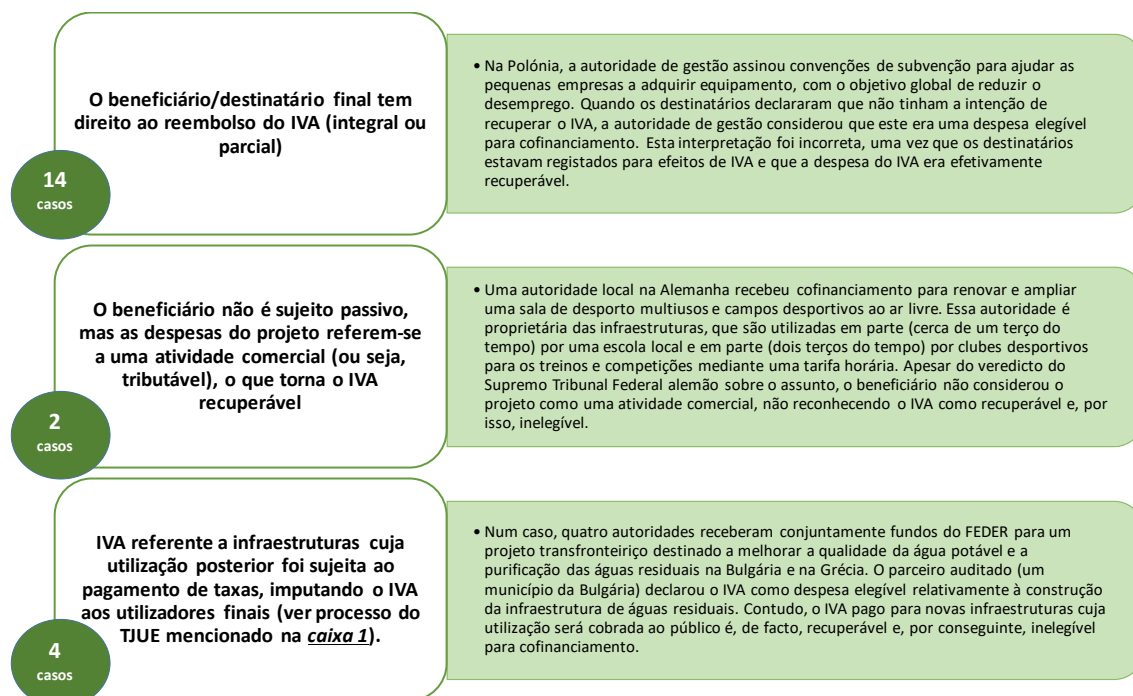 O beneficiário/destinatário final tem
direito ao reembolso do IVA (integral ou
parcial)
14
casos
• Na Polónia, a autoridade de gestão assinou convenções de subvenção para ajudar as
pequenas empresas a adquirir equipamento, com o objetivo global de reduzir o
desemprego. Quando os destinatários declararam que não tinham a intenção de
recuperar o IVA, a autoridade de gestão considerou que este era uma despesa elegível
para cofinanciamento. Esta interpretação foi incorreta, uma vez que os destinatários
estavam registados para efeitos de IVA e que a despesa do IVA era efetivamente
recuperável.
O beneficiário não é sujeito passivo,
mas as despesas do projeto referem-se
a uma atividade comercial (ou seja,
tributável), o que torna o IVA
recuperável
2
casos
• Uma autoridade local na Alemanha recebeu cofinanciamento para renovar e ampliar
uma sala de desporto multiusos e campos desportivos ao ar livre. Essa autoridade é
proprietária das infraestruturas, que são utilizadas em parte (cerca de um terço do
tempo) por uma escola local e em parte (dois terços do tempo) por clubes desportivos
para os treinos e competições mediante uma tarifa horária. Apesar do veredicto do
Supremo Tribunal Federal alemão sobre o assunto, o beneficiário não considerou o
projeto como uma atividade comercial, não reconhecendo o IVA como recuperável e, por
isso, inelegível.
IVA referente a infraestruturas cuja
utilização posterior foi sujeita ao
pagamento de taxas, imputando o IVA
aos utilizadores finais (ver processo do
TJUE mencionado na caixa 1).
4
casos
• Num caso, quatro autoridades receberam conjuntamente fundos do FEDER para um
projeto transfronteiriço destinado a melhorar a qualidade da água potável e a
purificação das águas residuais na Bulgária e na Grécia. O parceiro auditado (um
município da Bulgária) declarou o IVA como despesa elegível relativamente à construção
da infraestrutura de águas residuais. Contudo, o IVA pago para novas infraestruturas cuja
utilização será cobrada ao público é, de facto, recuperável e, por conseguinte, inelegível
para cofinanciamento.